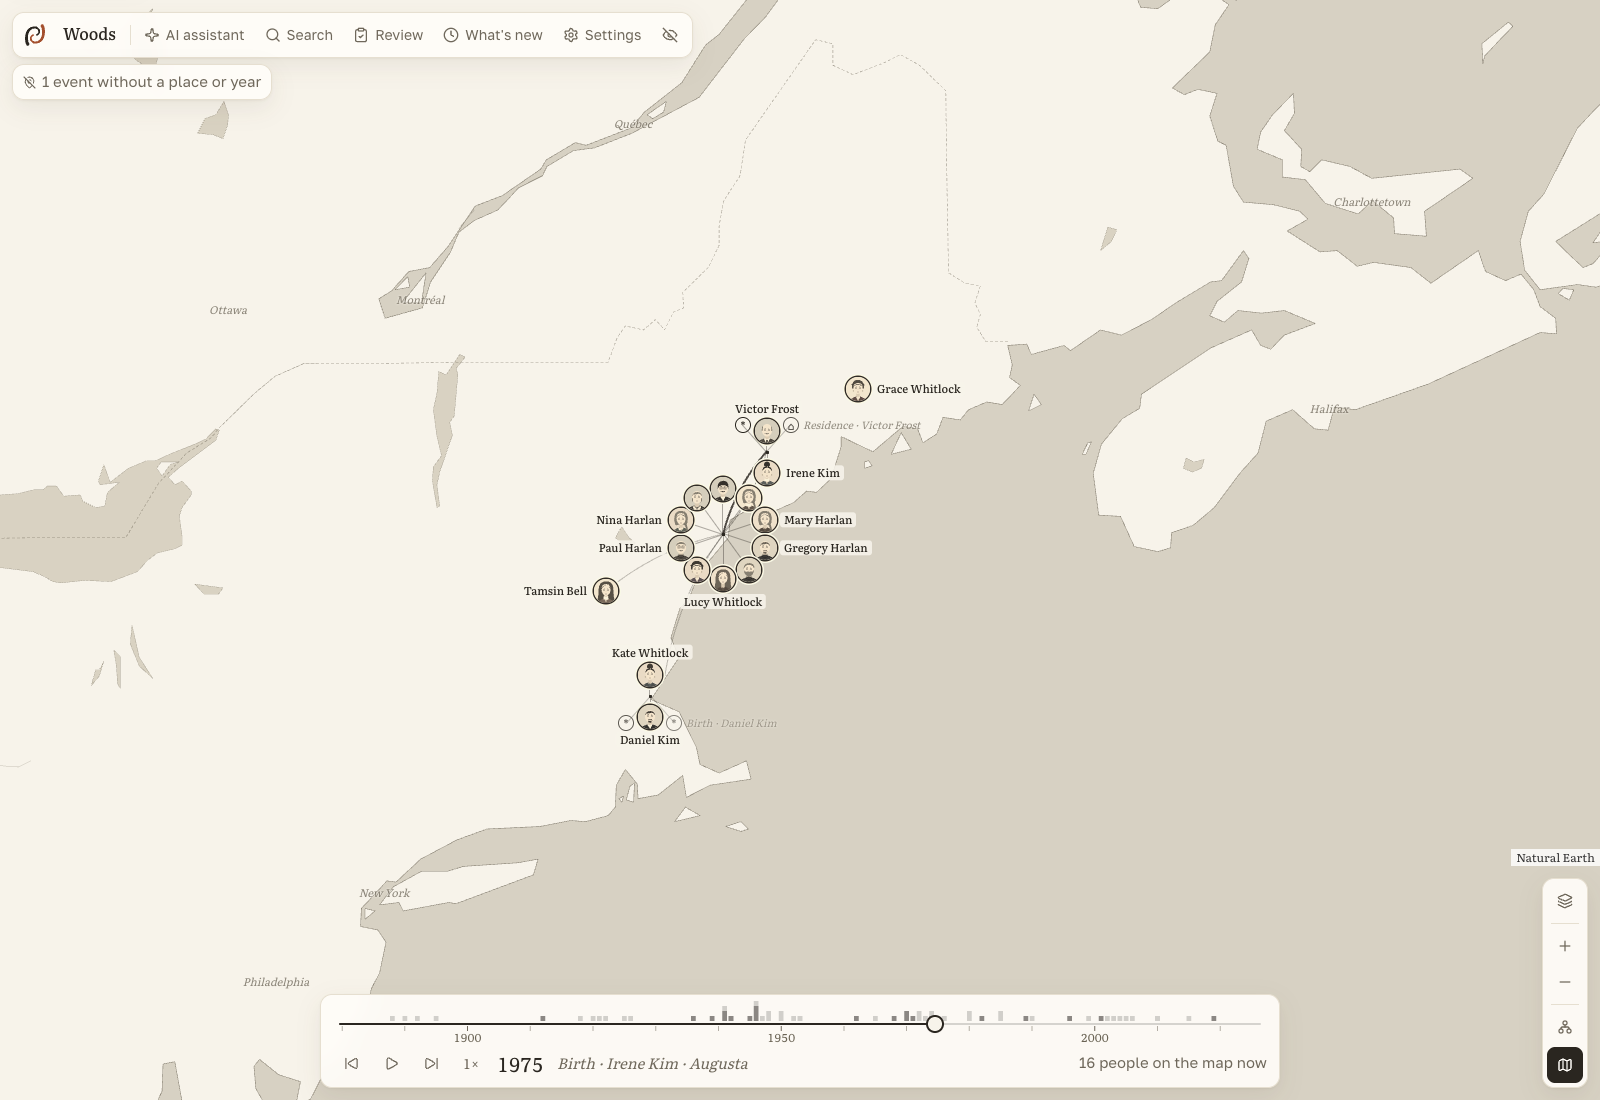 Woods
AI assistant
Search
Review
What's new
Settings
1 event without a place or year
Québec
Charlottetown
Montréal
Ottawa
Grace Whitlock
Victor Frost
Residence · Victor Frost
Halifax
Irene Kim
Nina Harlan
Mary Harlan
Paul Harlan
Gregory Harlan
Tamsin Bell
Lucy Whitlock
Kate Whitlock
Birth · Daniel Kim
Daniel Kim
Natural Earth
New York
Philadelphia
1900
1950
2000
1×
1975
Birth · Irene Kim · Augusta
16 people on the map now